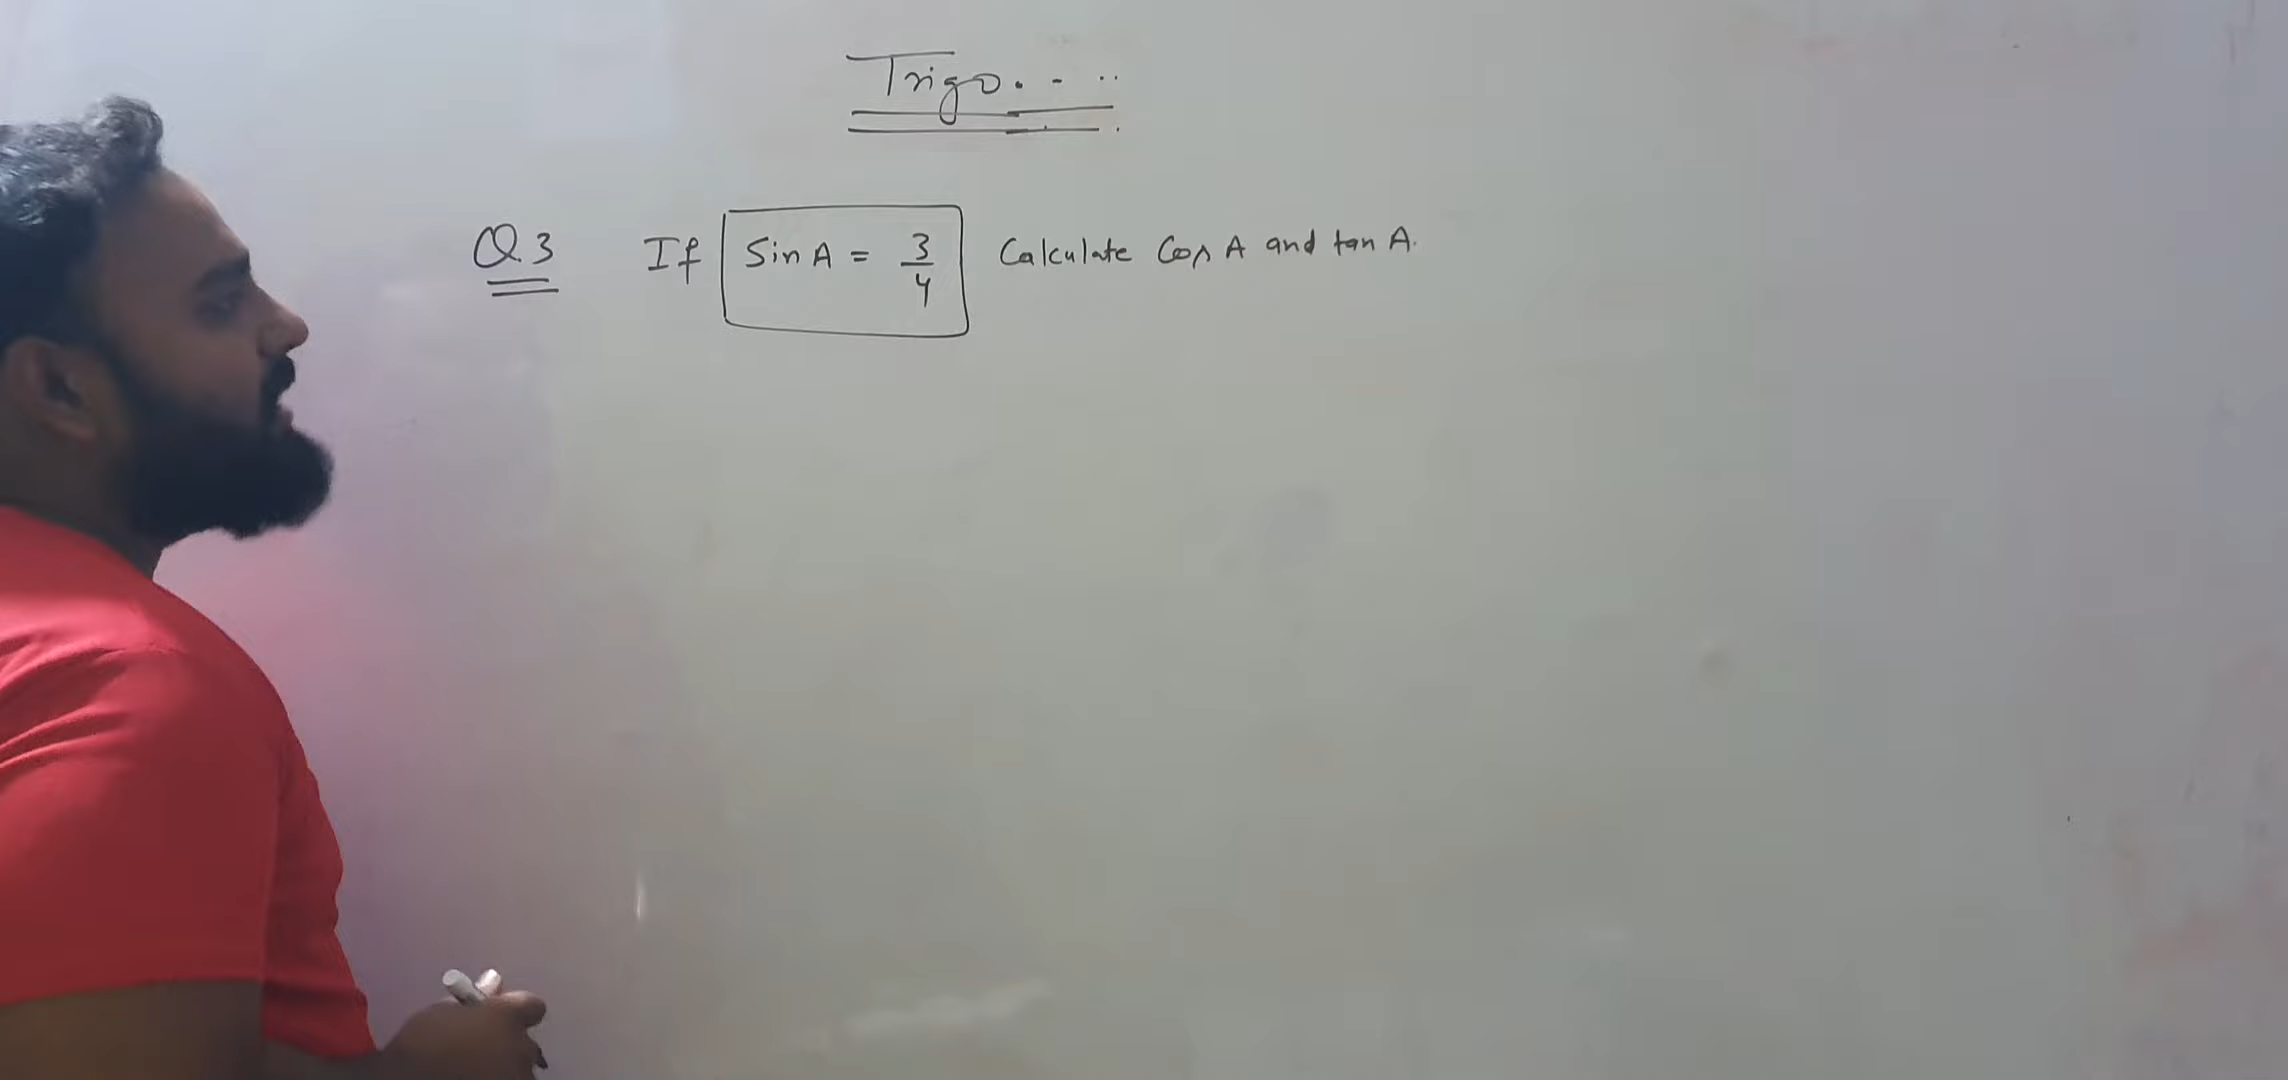 Trigo. - ..
Q.3 If Sin A = 3/4 Calculate Cos A and tan A.